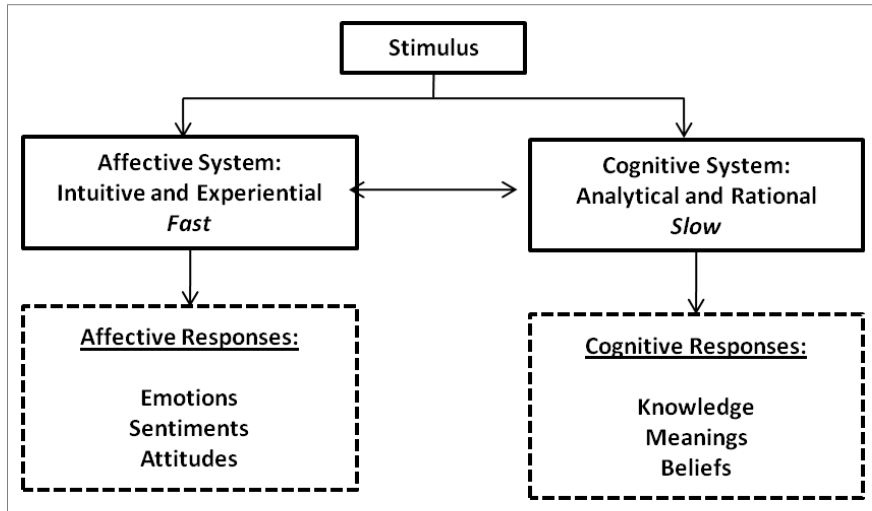 Stimulus
Affective System:
Intuitive and Experiential
Fast
Cognitive System:
Analytical and Rational
Slow
Affective Responses:
Emotions
Sentiments
Attitudes
Cognitive Responses:
Knowledge
Meanings
Beliefs